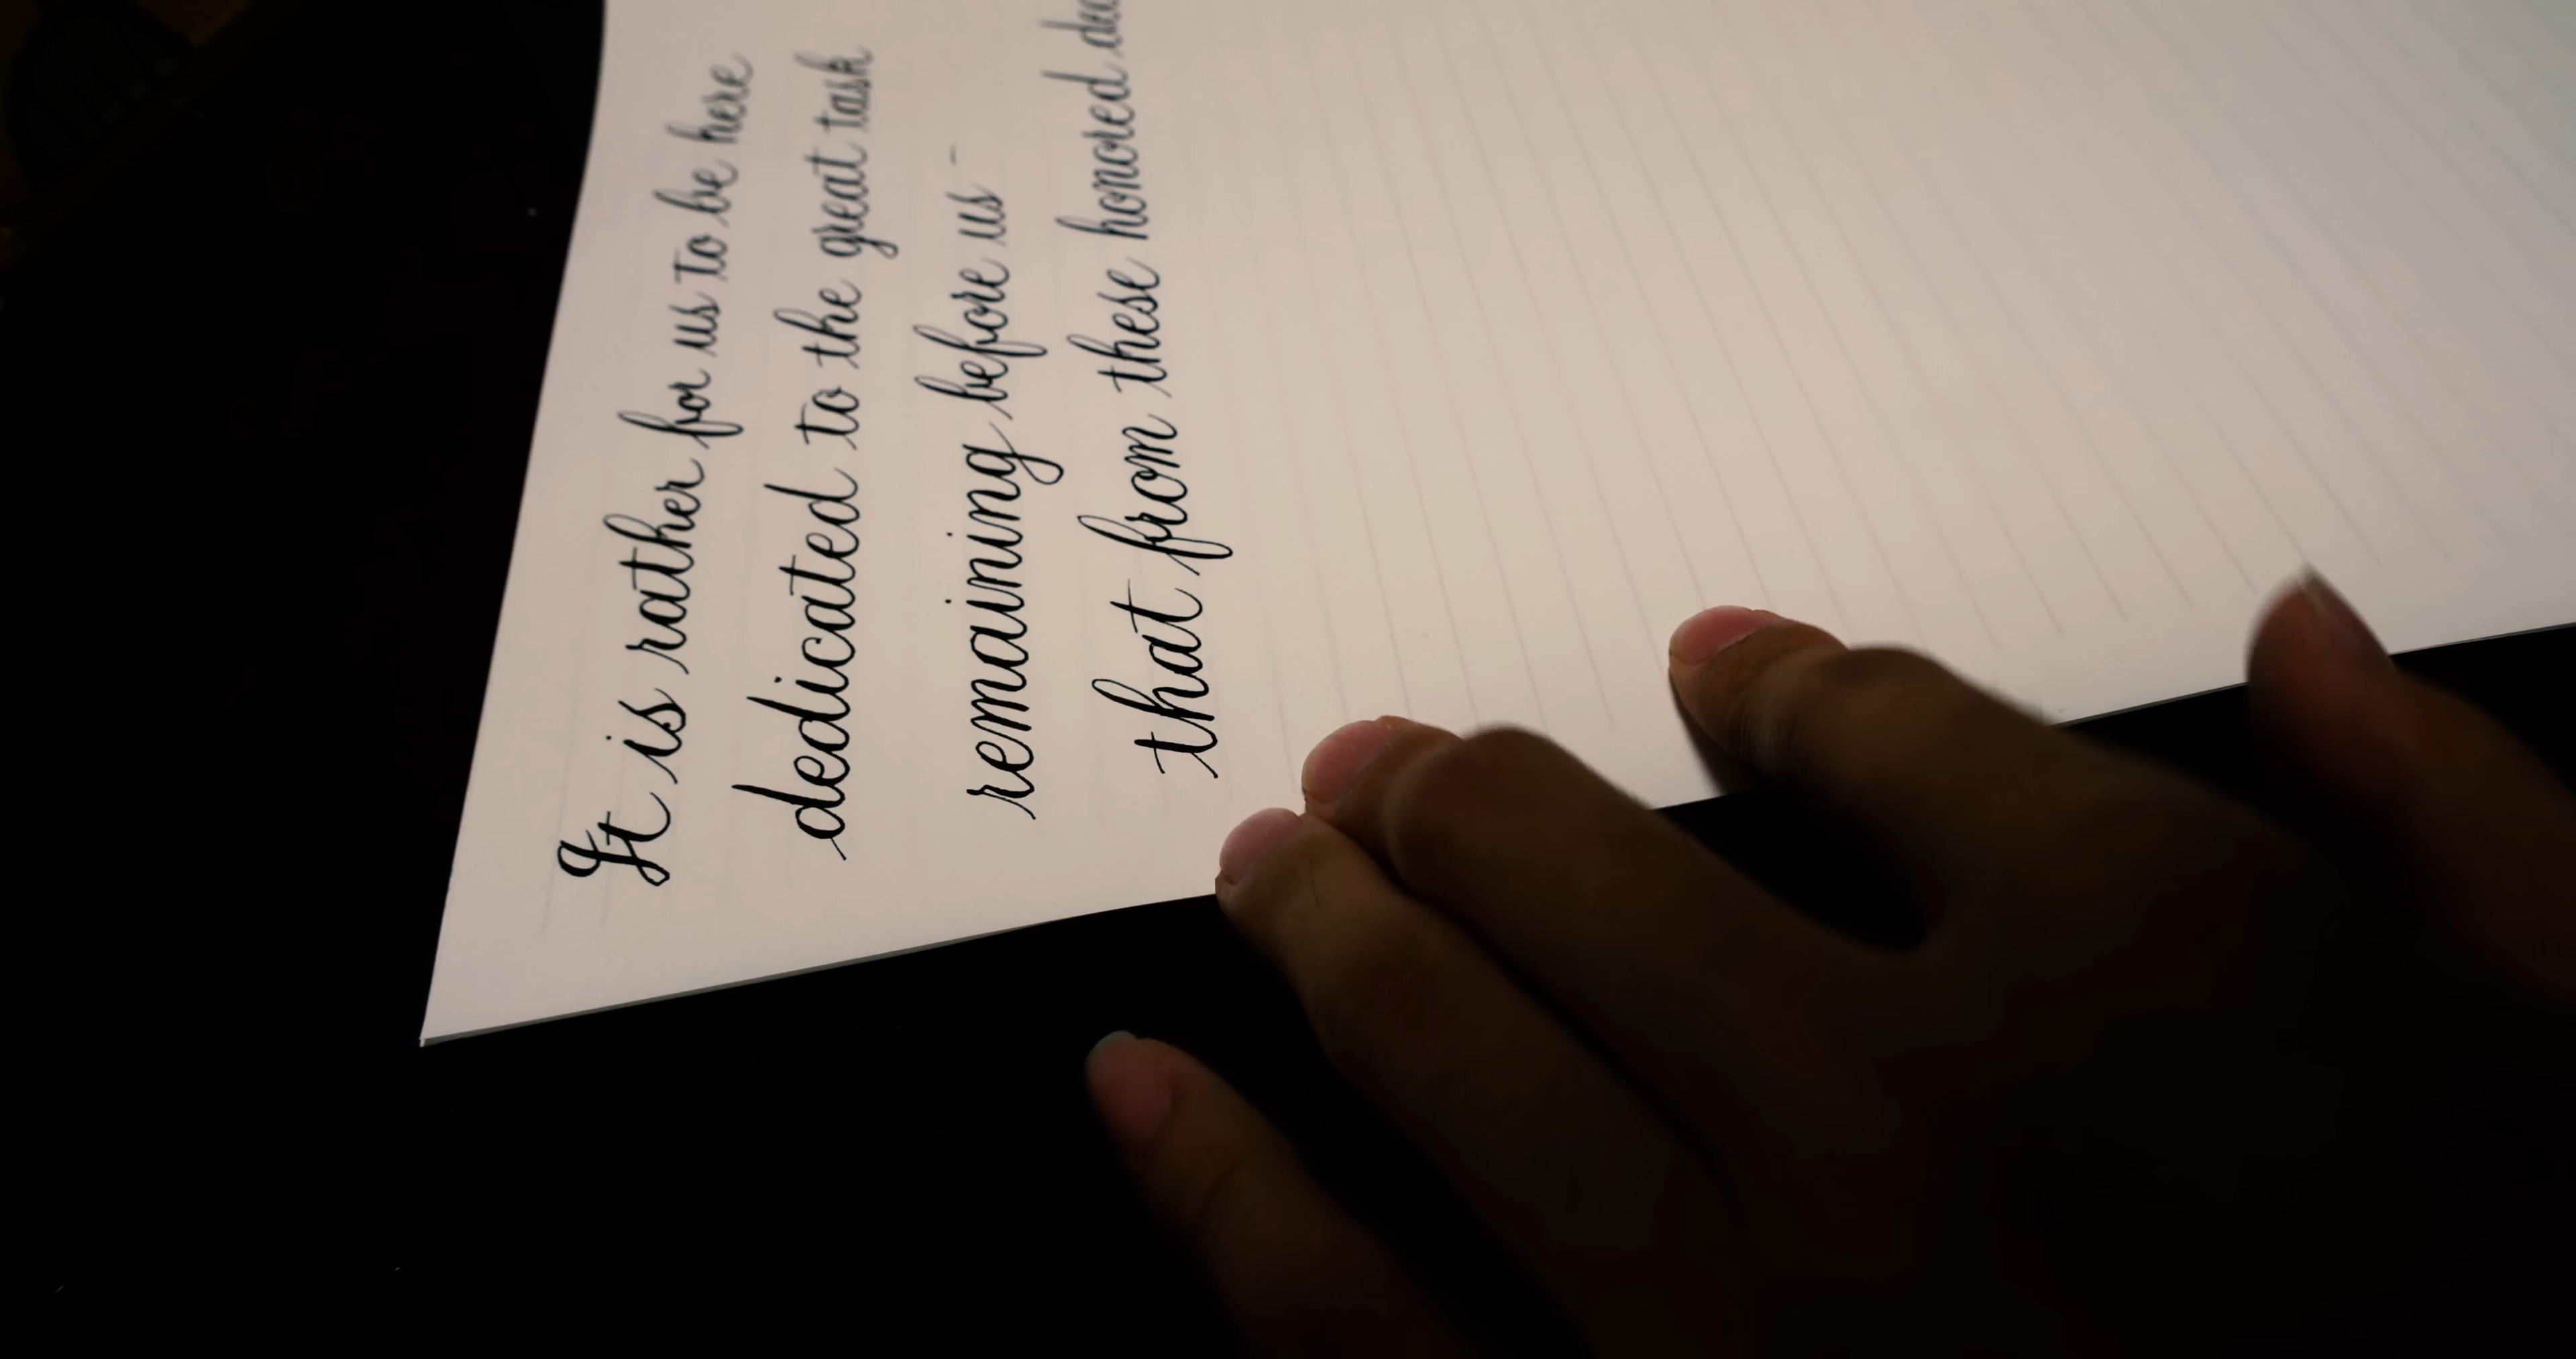 It is rather for us to be here
dedicated to the great task
remaining before us -
that from these honored